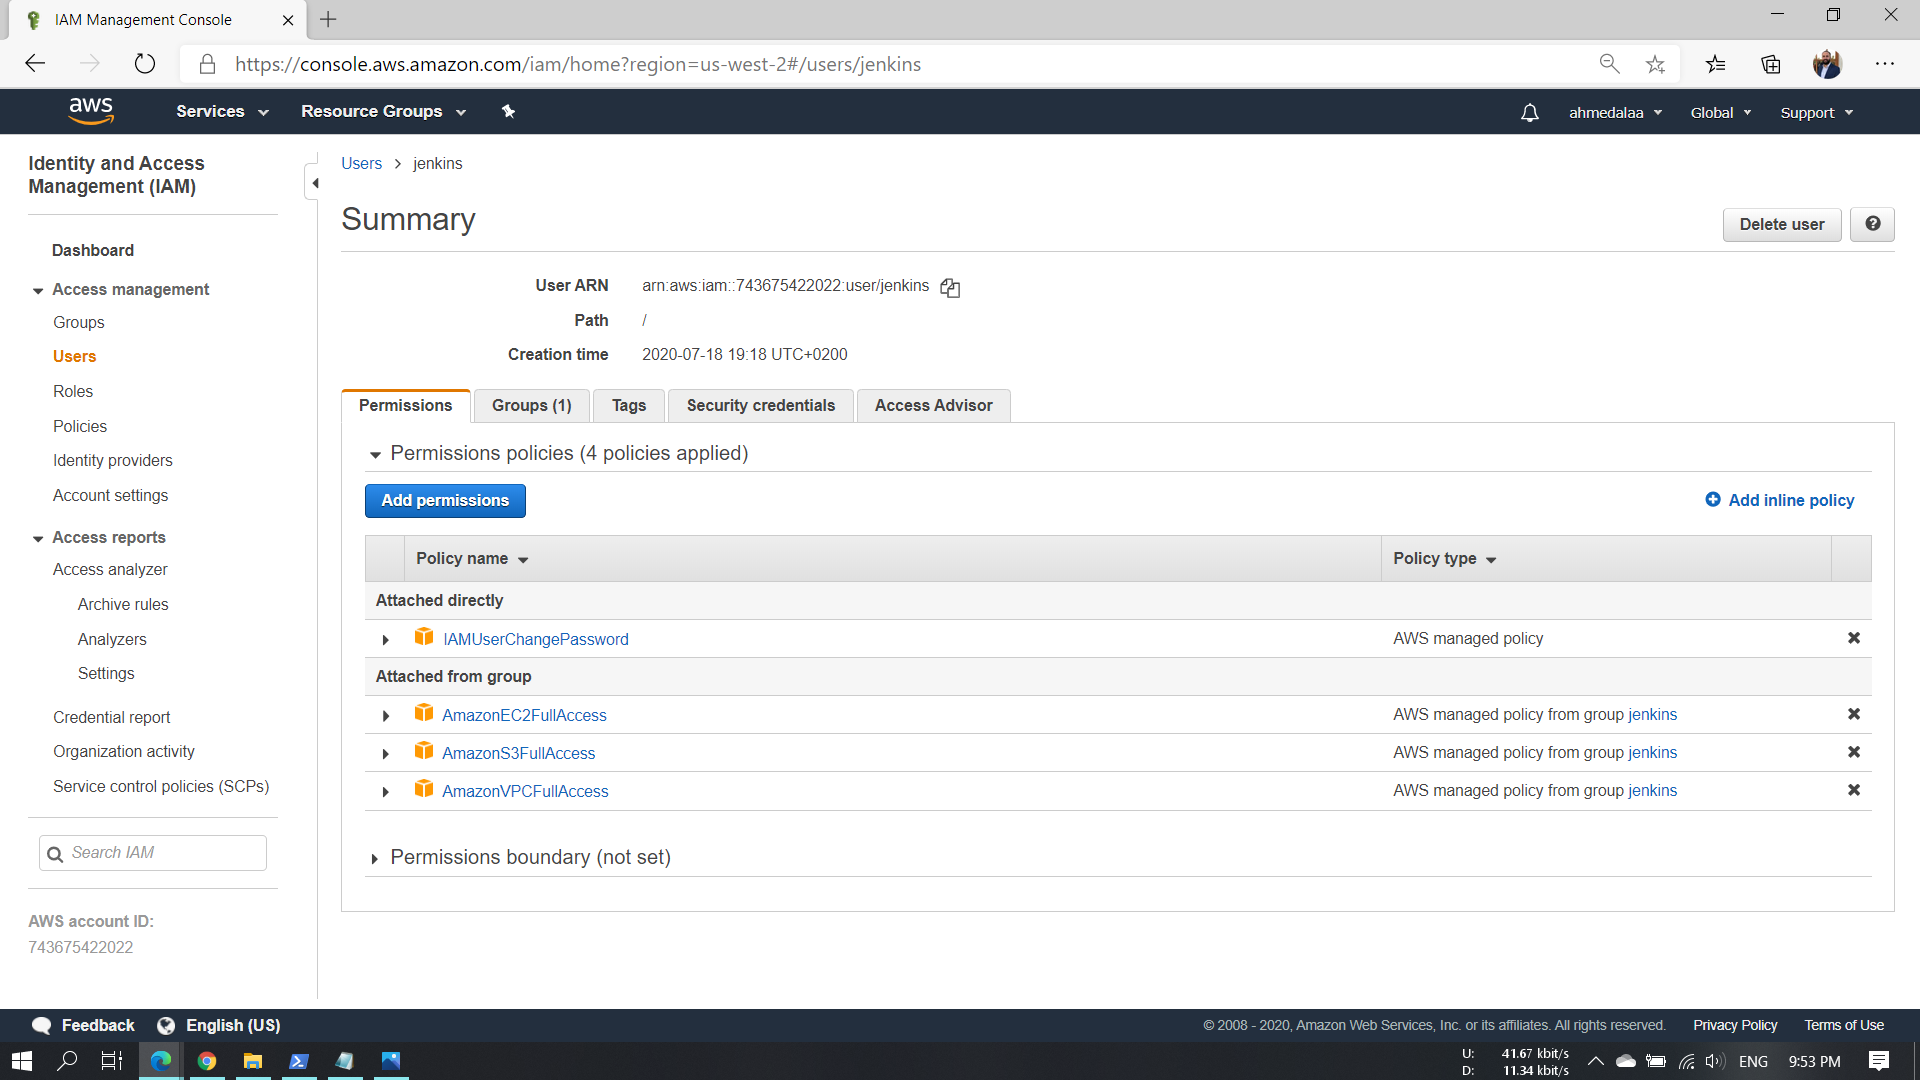 IAM Management Console
https://console.aws.amazon.com/iam/home?region=us-west-2#/users/jenkins
aws
Services
Resource Groups
ahmedalaa
Global
Support
Identity and Access
Management (IAM)
Dashboard
Access management
Groups
Users
Roles
Policies
Identity providers
Account settings
Access reports
Access analyzer
Archive rules
Analyzers
Settings
Credential report
Organization activity
Service control policies (SCPs)
Search IAM
AWS account ID:
743675422022
Users > jenkins
Summary
Delete user
?
User ARN arn:aws:iam::743675422022:user/jenkins
Path /
Creation time 2020-07-18 19:18 UTC+0200
Permissions
Groups (1)
Tags
Security credentials
Access Advisor
Permissions policies (4 policies applied)
Add permissions
Add inline policy
Policy name
Policy type
Attached directly
IAMUserChangePassword AWS managed policy
Attached from group
AmazonEC2FullAccess AWS managed policy from group jenkins
AmazonS3FullAccess AWS managed policy from group jenkins
AmazonVPCFullAccess AWS managed policy from group jenkins
Permissions boundary (not set)
Feedback
English (US)
© 2008 - 2020, Amazon Web Services, Inc. or its affiliates. All rights reserved.
Privacy Policy
Terms of Use
U: 41.67 kbit/s
D: 11.34 kbit/s
ENG
9:53 PM